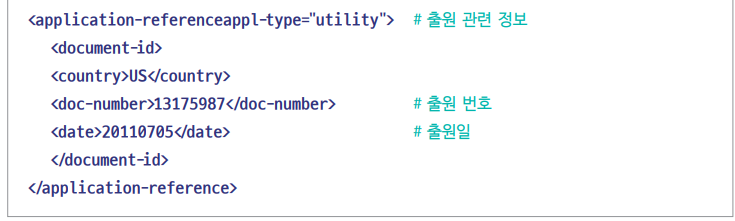 <application-referenceappl-type="utility"> # 출원 관련 정보
<document-id>
<country>US</country>
<doc-number>13175987</doc-number> # 출원 번호
<date>20110705</date> # 출원일
</document-id>
</application-reference>